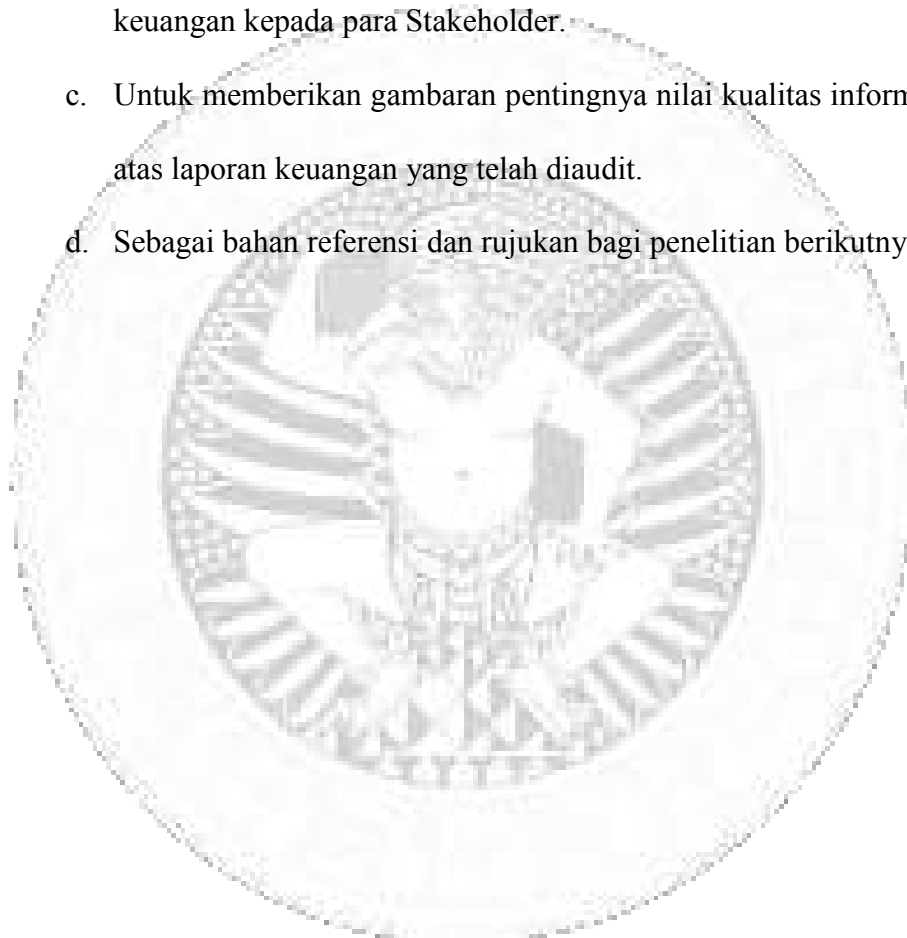 keuangan kepada para Stakeholder.
c. Untuk memberikan gambaran pentingnya nilai kualitas inform
atas laporan keuangan yang telah diaudit.
d. Sebagai bahan referensi dan rujukan bagi penelitian berikutny